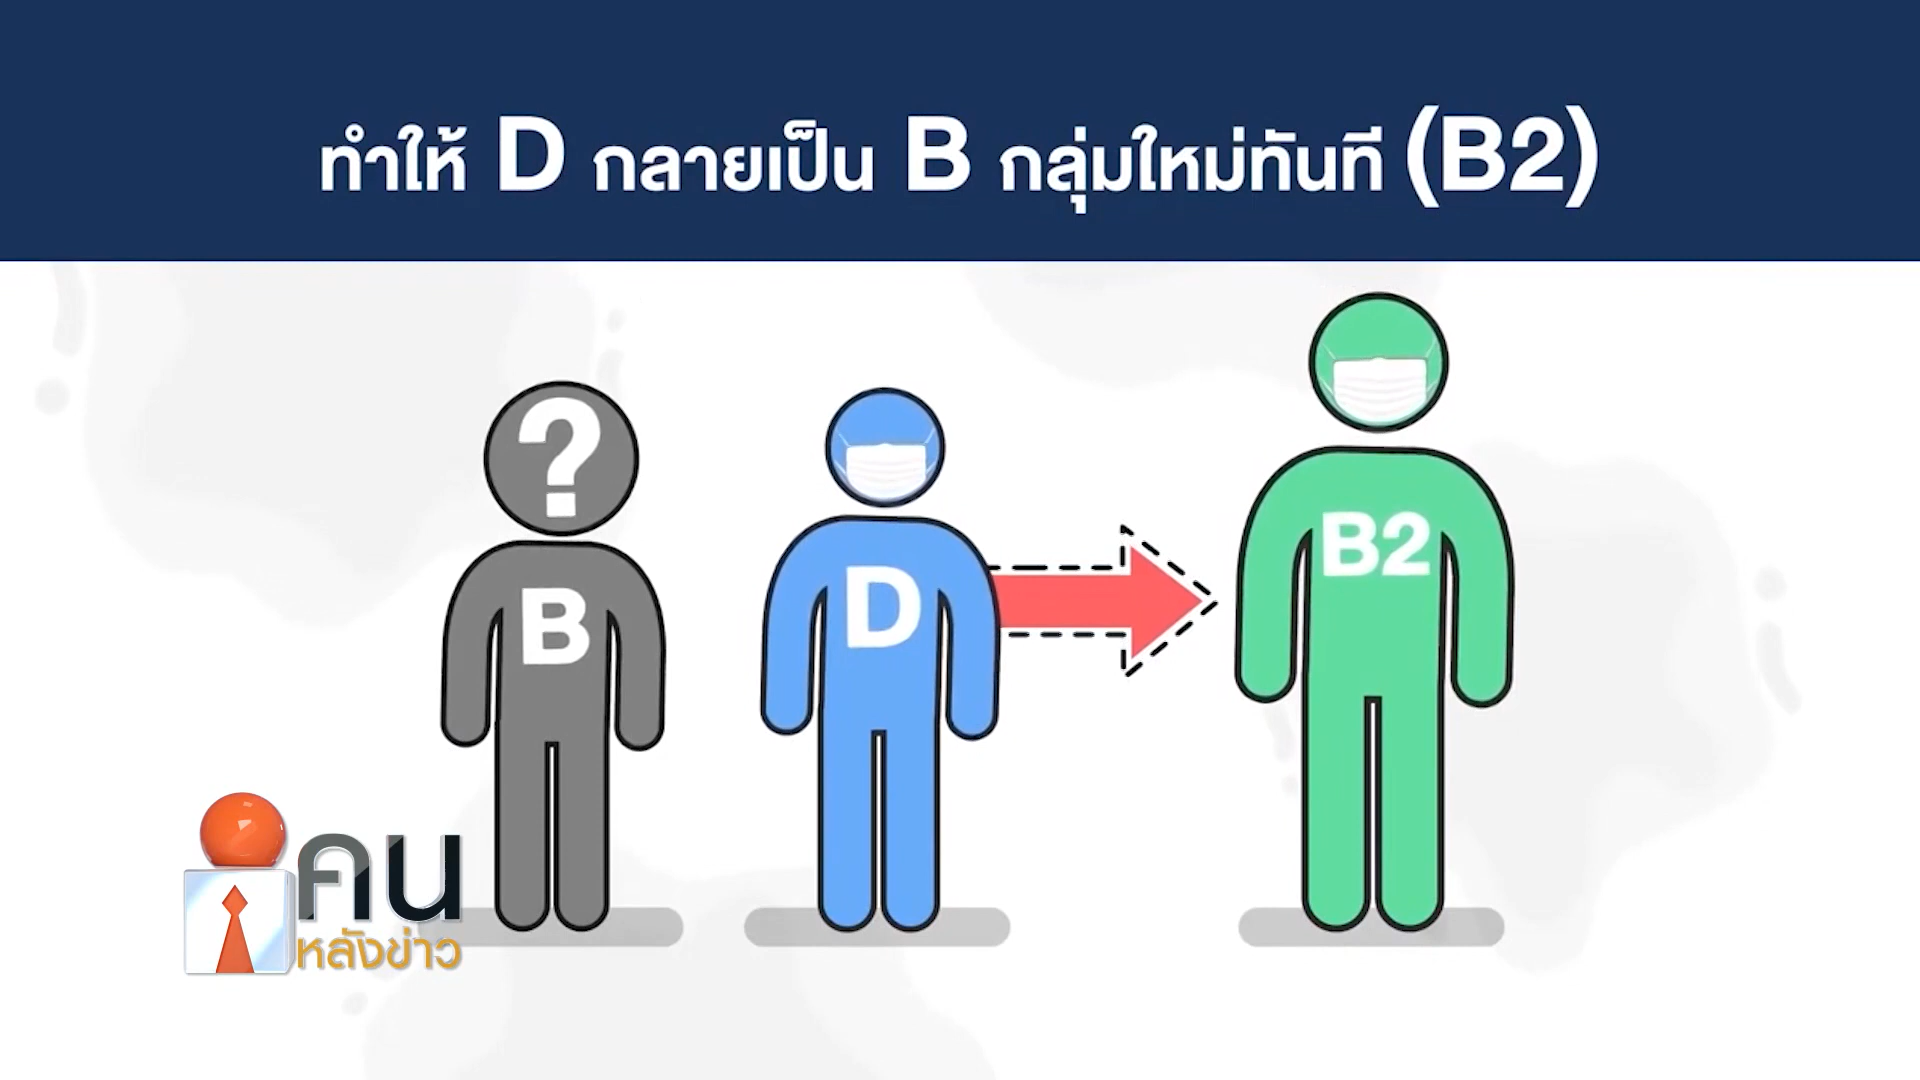 ทำให้ D กลายเป็น B กลุ่มใหม่ทันที (B2)
?
B
D
B2
คน
หลังข่าว